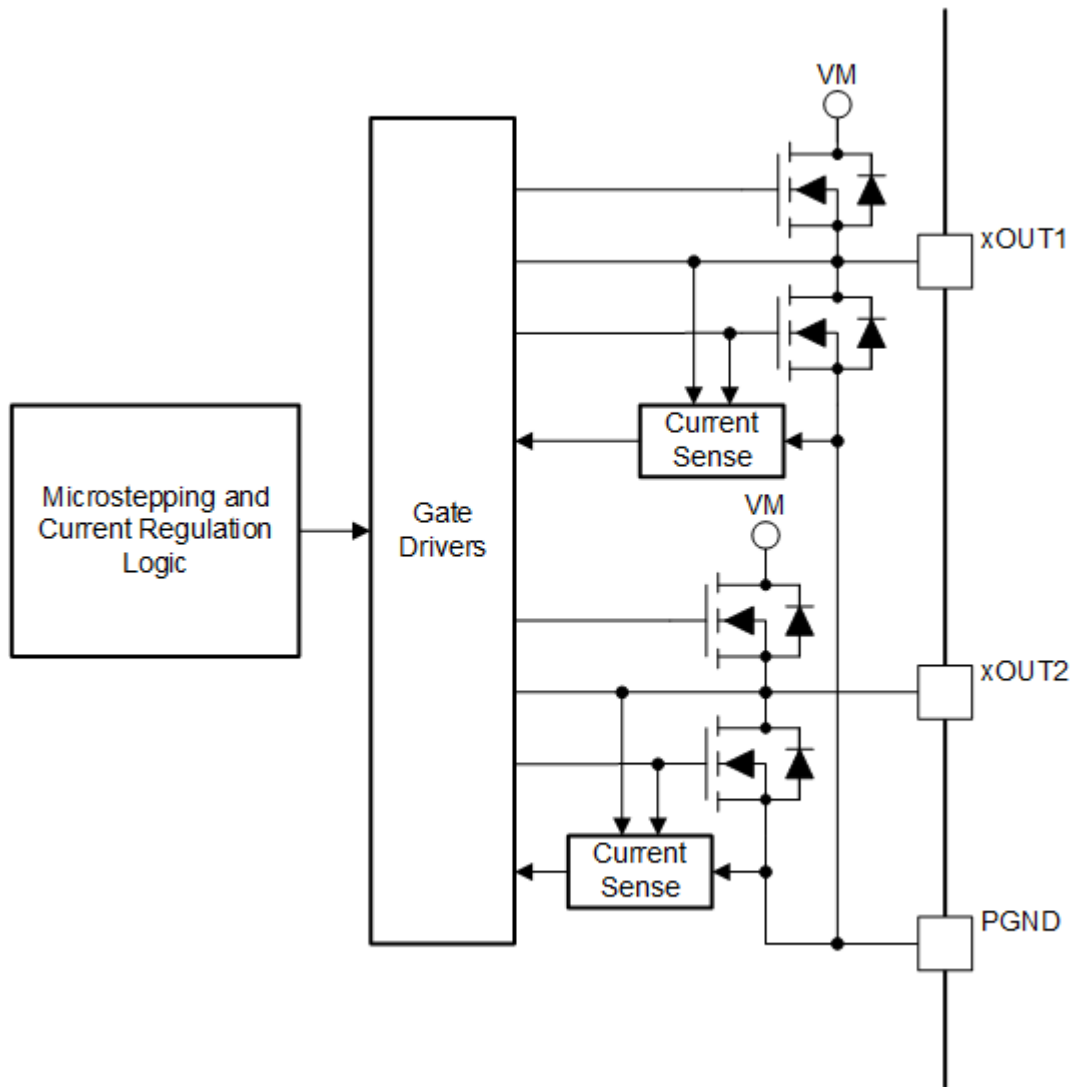 VM
xOUT1
Current
Sense
Microstepping and
Current Regulation
Logic
Gate
Drivers
VM
xOUT2
Current
Sense
PGND